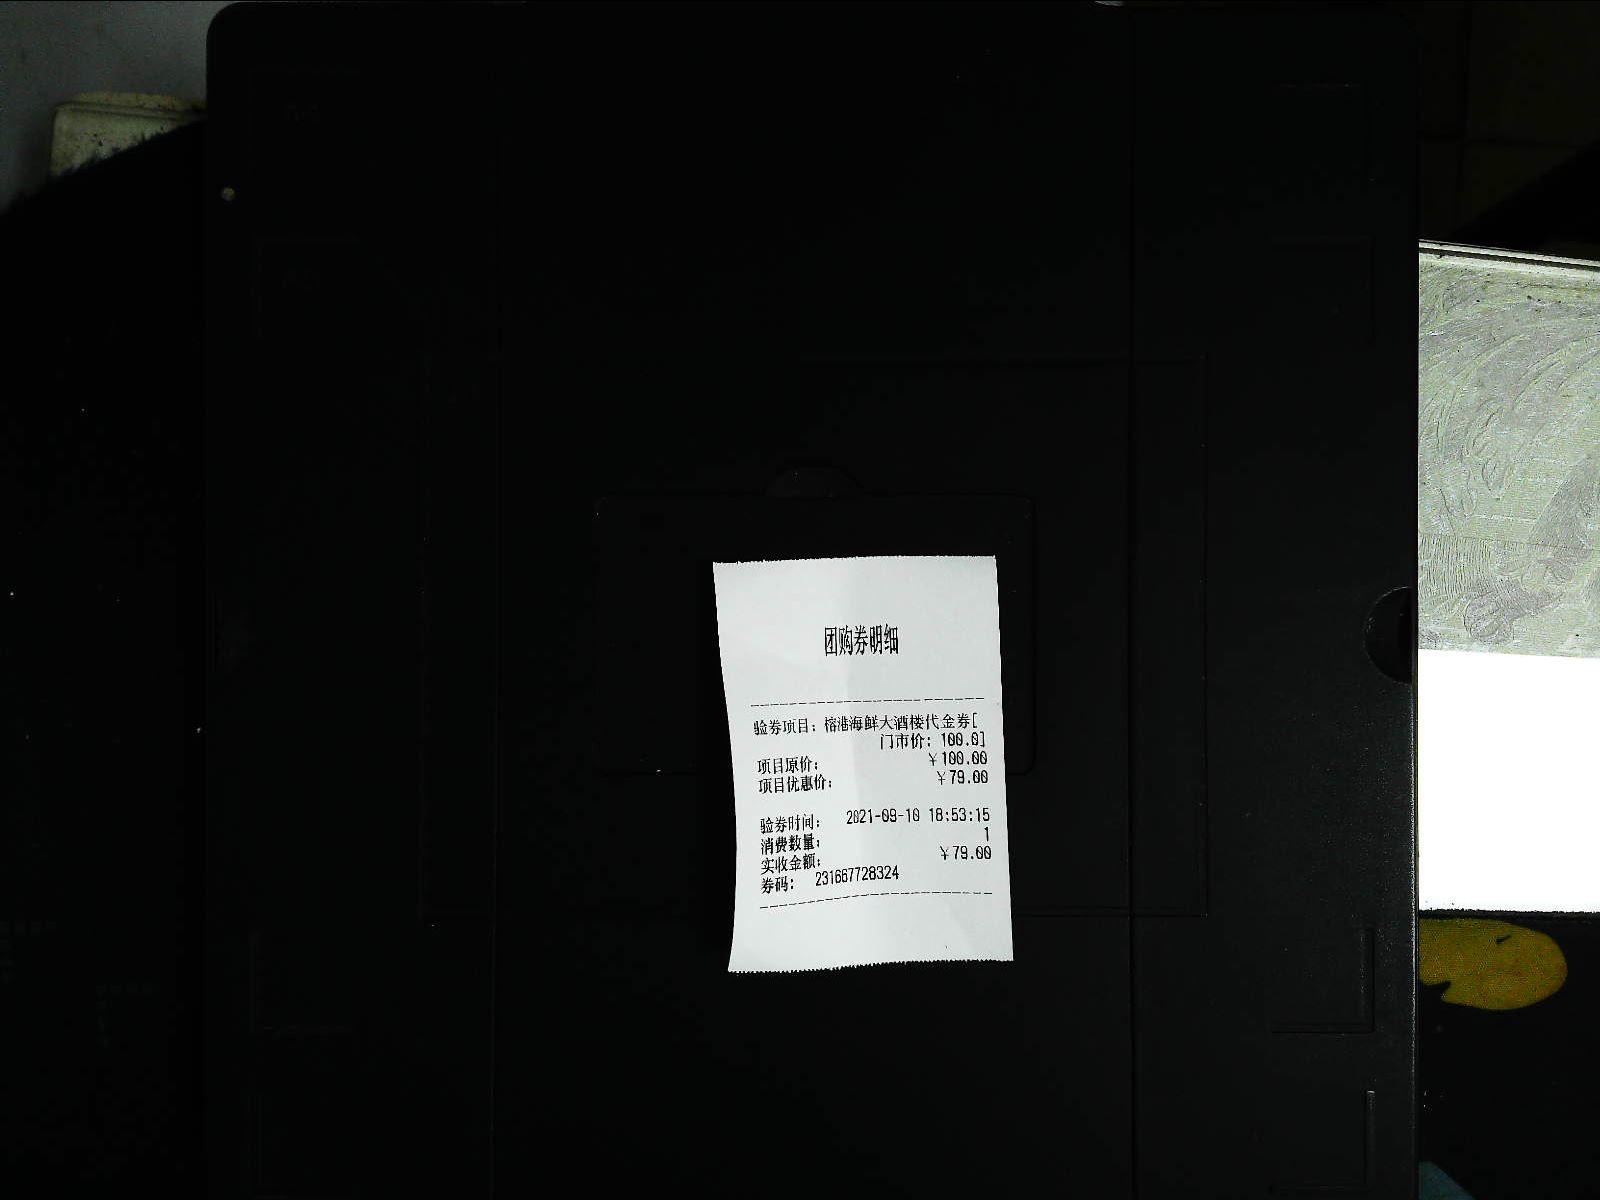 团购券明细
验券项目: 榕港海鲜大酒楼代金券[
门市价: 100.0]
项目原价: ￥100.00
项目优惠价: ￥79.00
验券时间: 2021-09-10 18:53:15
消费数量: 1
实收金额: ￥79.00
券码: 231667728324